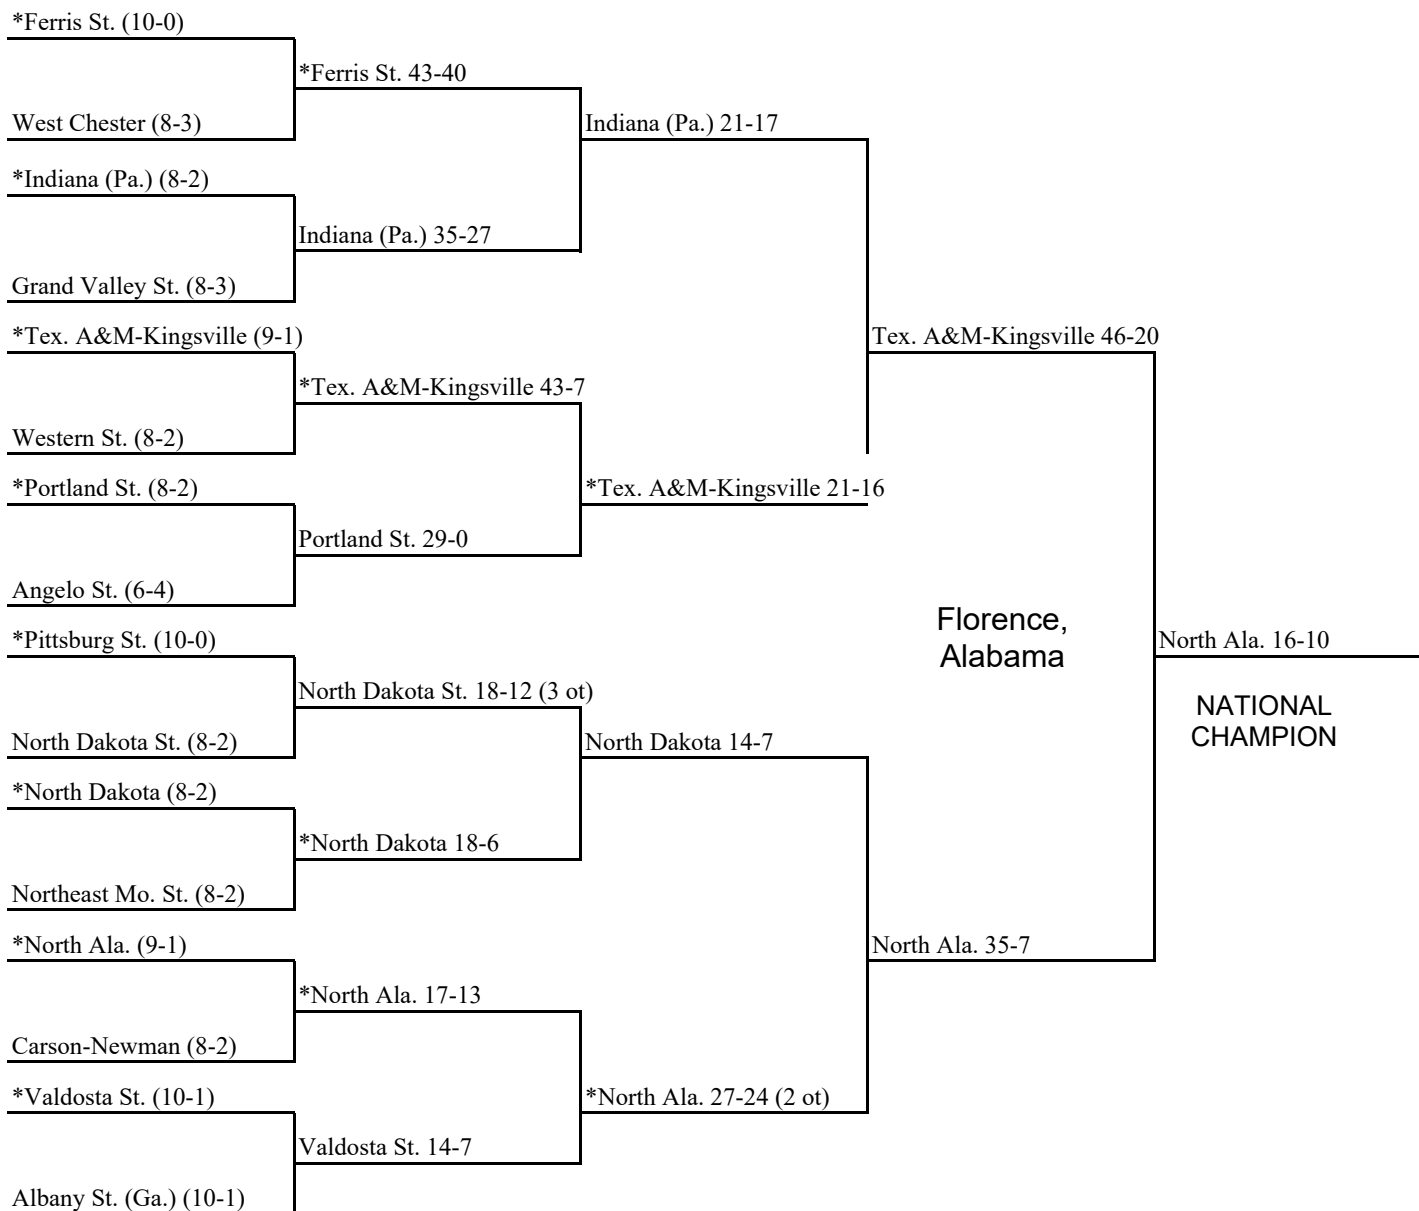 *Ferris St. (10-0)
*Ferris St. 43-40
West Chester (8-3)
Indiana (Pa.) 21-17
*Indiana (Pa.) (8-2)
Indiana (Pa.) 35-27
Grand Valley St. (8-3)
*Tex. A&M-Kingsville (9-1)
Tex. A&M-Kingsville 46-20
*Tex. A&M-Kingsville 43-7
Western St. (8-2)
*Portland St. (8-2)
*Tex. A&M-Kingsville 21-16
Portland St. 29-0
Angelo St. (6-4)
Florence,
Alabama
*Pittsburg St. (10-0)
North Ala. 16-10
North Dakota St. 18-12 (3 ot)
NATIONAL
CHAMPION
North Dakota St. (8-2)
North Dakota 14-7
*North Dakota (8-2)
*North Dakota 18-6
Northeast Mo. St. (8-2)
*North Ala. (9-1)
North Ala. 35-7
*North Ala. 17-13
Carson-Newman (8-2)
*Valdosta St. (10-1)
*North Ala. 27-24 (2 ot)
Valdosta St. 14-7
Albany St. (Ga.) (10-1)